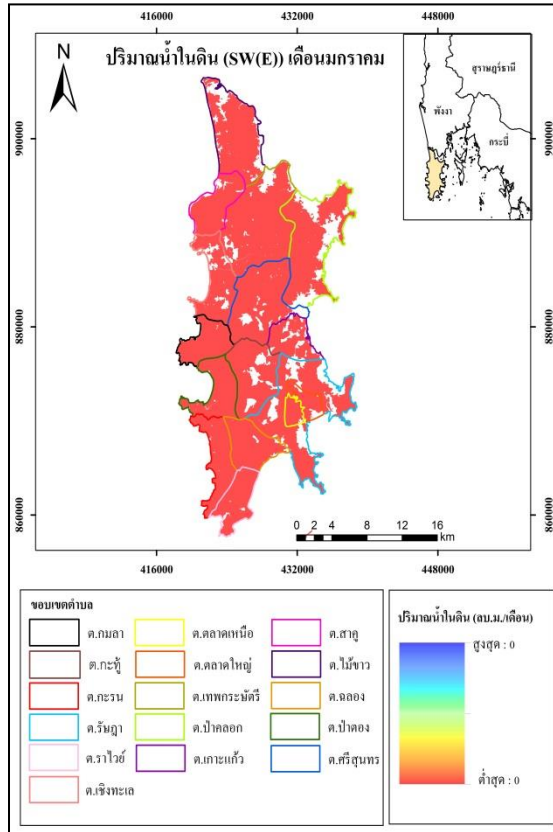 416000 432000 448000
N
ปริมาณน้ำในดิน (SW(E)) เดือนมกราคม
สุราษฎร์ธานี
พังงา
กระบี่
900000 900000
880000 880000
860000 860000
0 2 4 8 12 16
km
416000 432000 448000
ขอบเขตตำบล
ต.กมลา ต.ตลาดเหนือ ต.สาคู
ต.กะทู้ ต.ตลาดใหญ่ ต.ไม้ขาว
ต.กะรน ต.เทพกระษัตรี ต.ฉลอง
ต.รัษฎา ต.ป่าคลอก ต.ป่าตอง
ต.ราไวย์ ต.เกาะแก้ว ต.ศรีสุนทร
ต.เชิงทะเล
ปริมาณน้ำในดิน (ลบ.ม./เดือน)
สูงสุด : 0
ต่ำสุด : 0